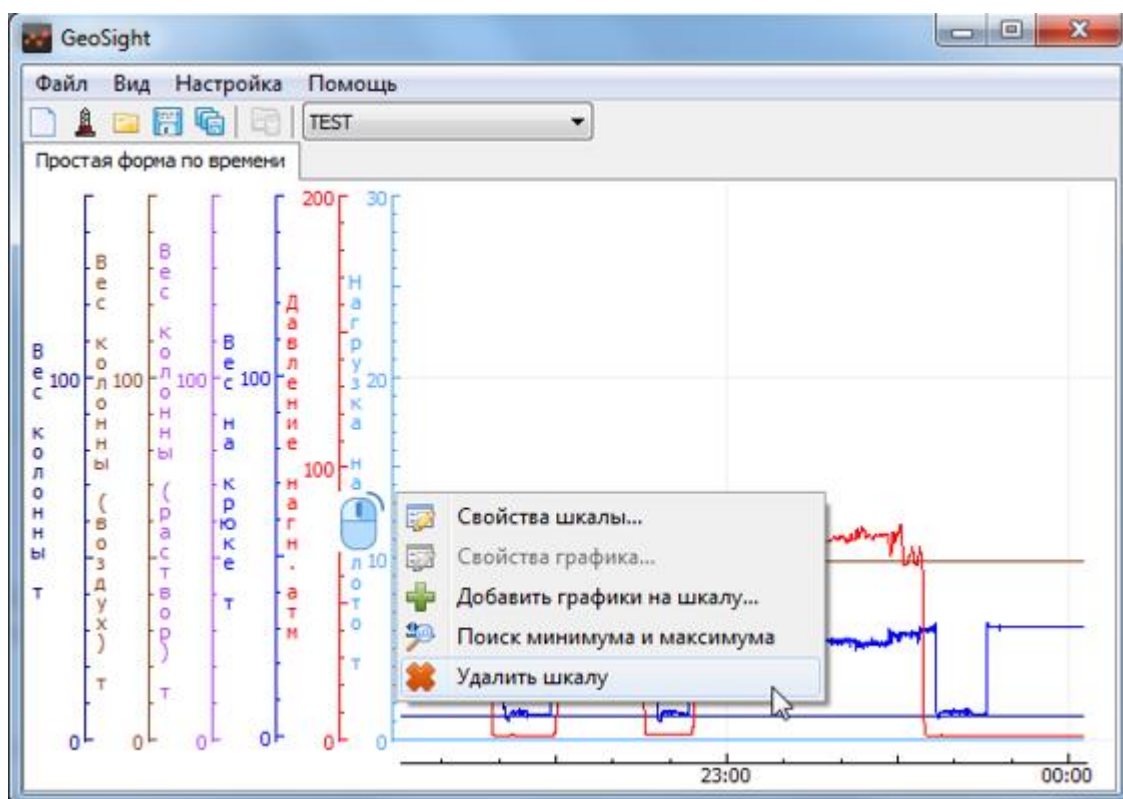 GeoSight
Файл Вид Настройка Помощь
TEST
Простая форма по времени
200
30
Вес колонны т
Вес колонны (воздух) т
Вес колонны (раствор) т
Вес на крюке т
Давление нагн. атм
Нагрузка на лото т
100
100
100
100
100
20
10
0
0
0
0
0
0
Свойства шкалы...
Свойства графика...
Добавить графики на шкалу...
Поиск минимума и максимума
Удалить шкалу
23:00
00:00